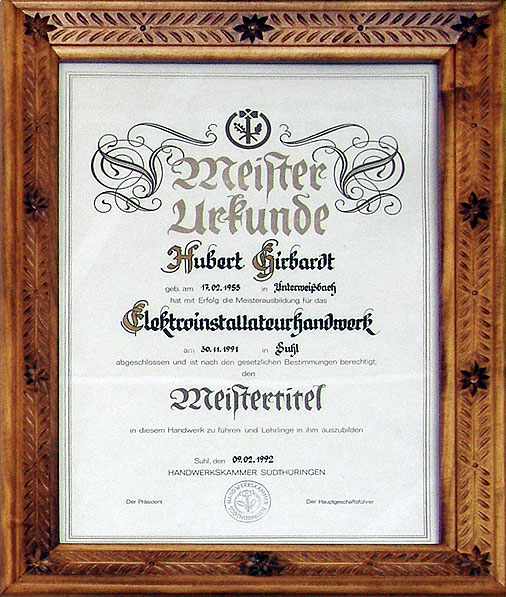 Meister
Urkunde
Hubert Girbardt
geb. am 17.02.1955 in Unterweißbach
hat mit Erfolg die Meisterausbildung für das
Elektroinstallateurhandwerk
am 30.11.1991 in Suhl
abgeschlossen und ist nach den gesetzlichen Bestimmungen berechtigt,
den
Meistertitel
in diesem Handwerk zu führen und Lehrlinge in ihm auszubilden
Suhl, den 09.02.1992
HANDWERKSKAMMER SÜDTHÜRINGEN
Der Präsident
HANDWERKSKAMMER SÜDTHÜRINGEN
Der Hauptgeschäftsführer